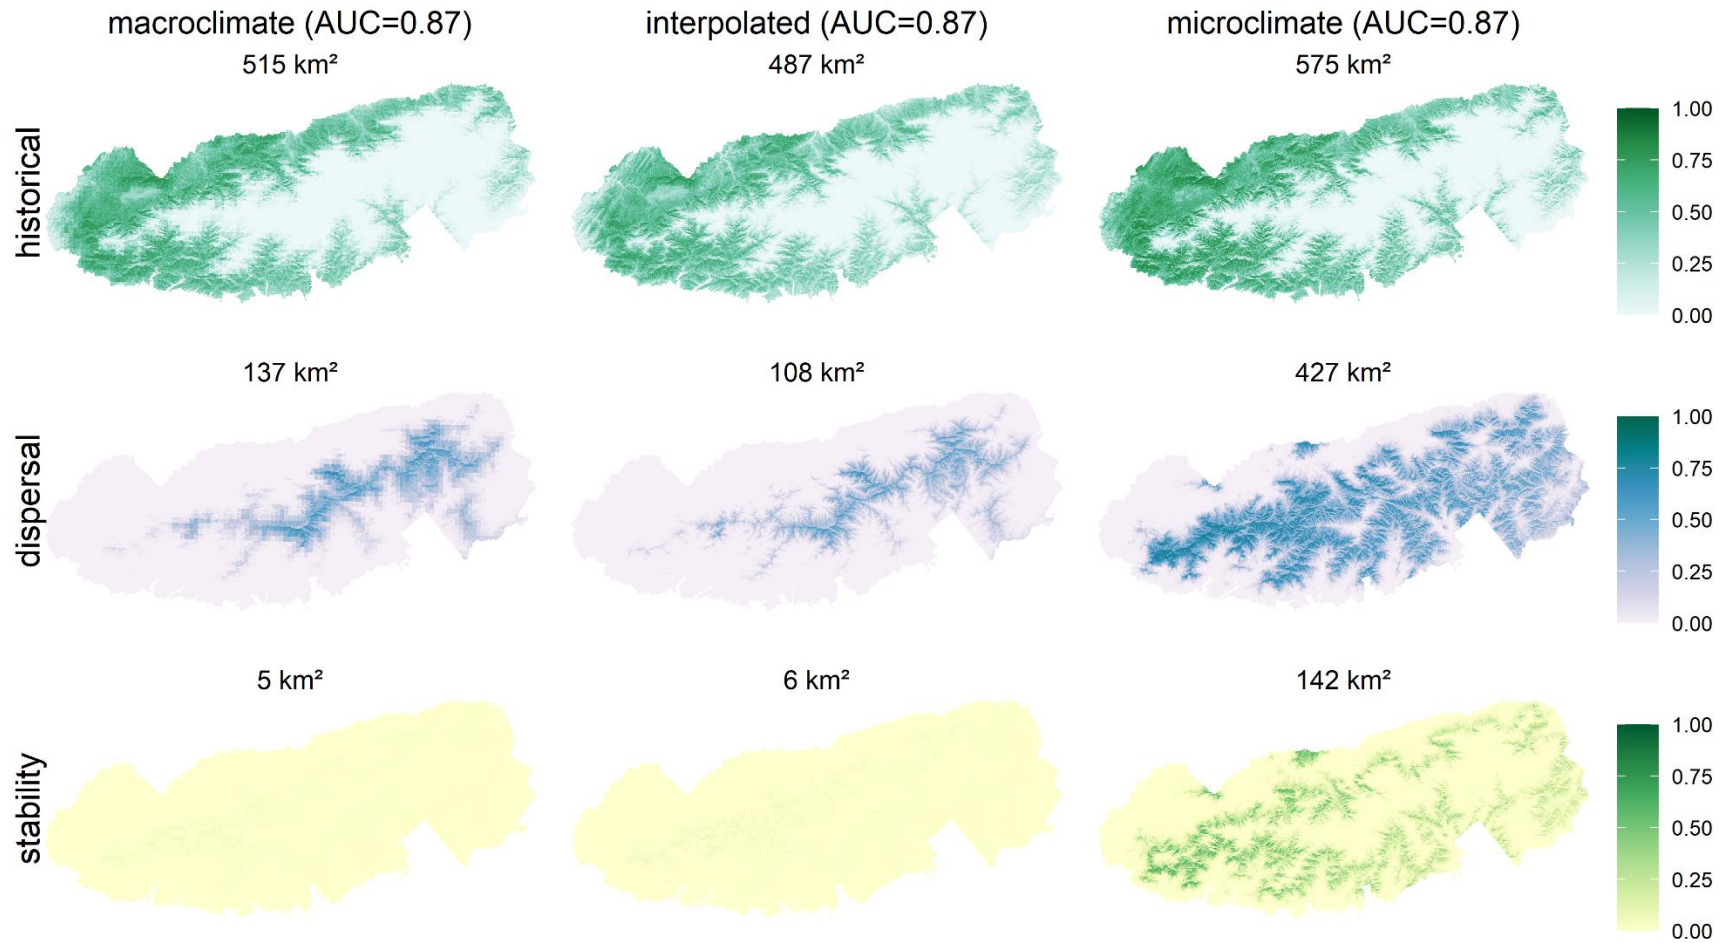 macroclimate (AUC=0.87) interpolated (AUC=0.87) microclimate (AUC=0.87)
515 km² 487 km² 575 km²
historical
1.00
0.75
0.50
0.25
0.00
137 km² 108 km² 427 km²
dispersal
1.00
0.75
0.50
0.25
0.00
5 km² 6 km² 142 km²
stability
1.00
0.75
0.50
0.25
0.00